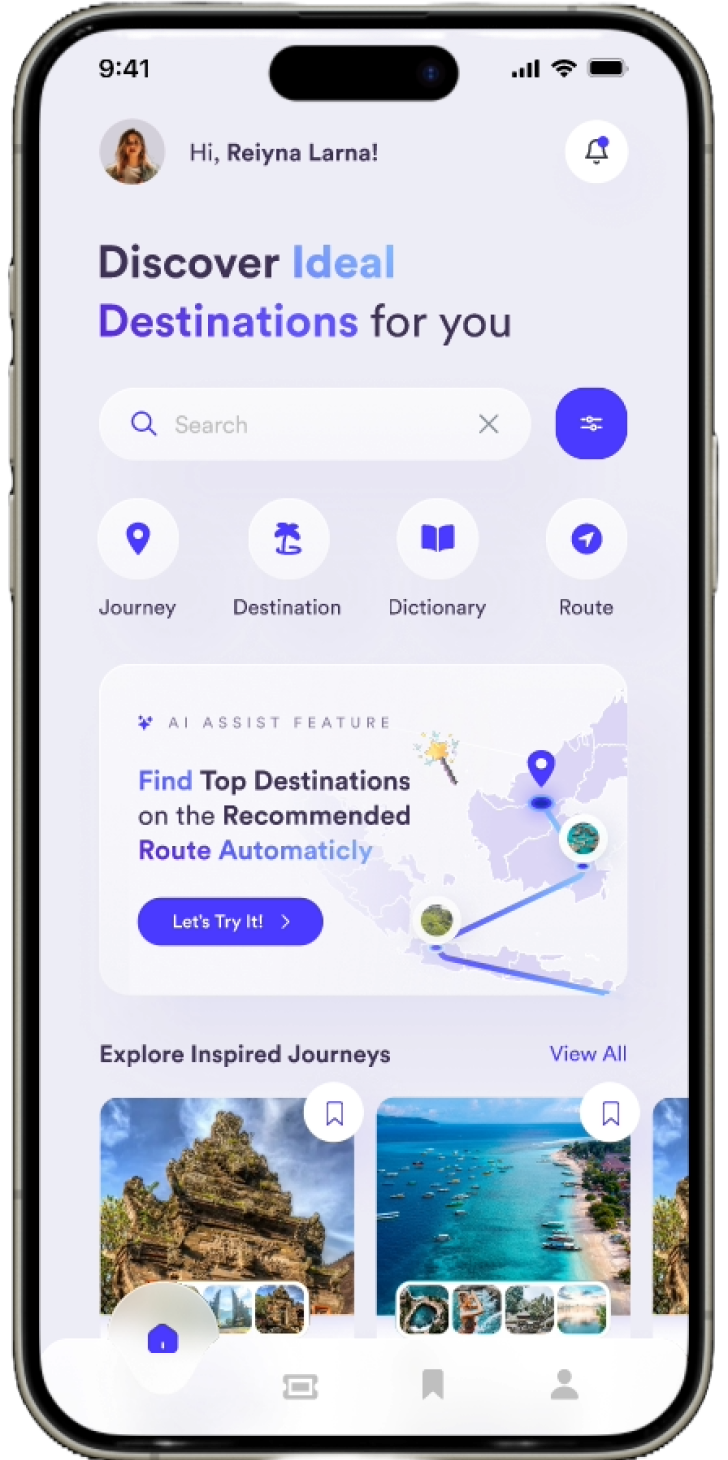 9:41
Hi, Reiyna Larna!
Discover Ideal
Destinations for you
Search
Journey
Destination
Dictionary
Route
AI ASSIST FEATURE
Find Top Destinations
on the Recommended
Route Automaticly
Let's Try It!
Explore Inspired Journeys
View All